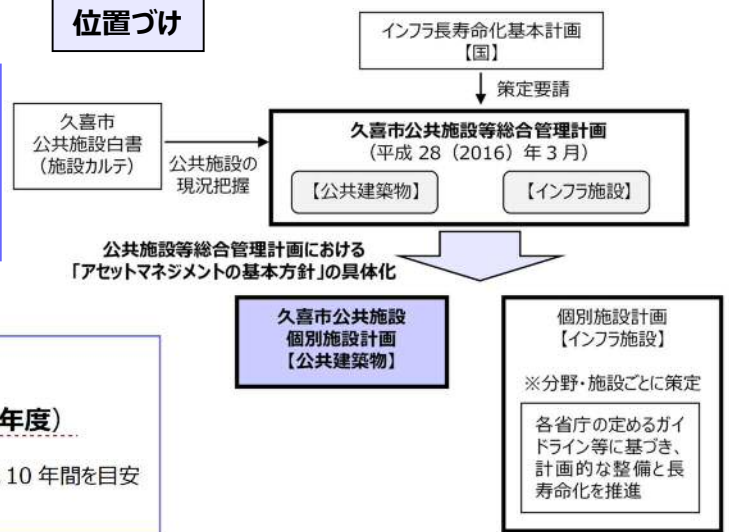 位置づけ
インフラ長寿命化基本計画
【国】
策定要請
久喜市
公共施設白書
（施設カルテ）
公共施設の
現況把握
久喜市公共施設等総合管理計画
（平成 28（2016）年３月）
【公共建築物】
【インフラ施設】
公共施設等総合管理計画における
「アセットマネジメントの基本方針」の具体化
久喜市公共施設
個別施設計画
【公共建築物】
個別施設計画
【インフラ施設】
※分野・施設ごとに策定
各省庁の定めるガイ
ドライン等に基づき、
計画的な整備と長
寿命化を推進
年度）
10 年間を目安